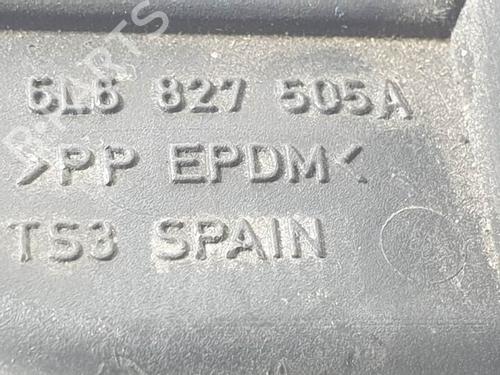 6L6 827 505A
>PP EPDM<
TS3 SPAIN